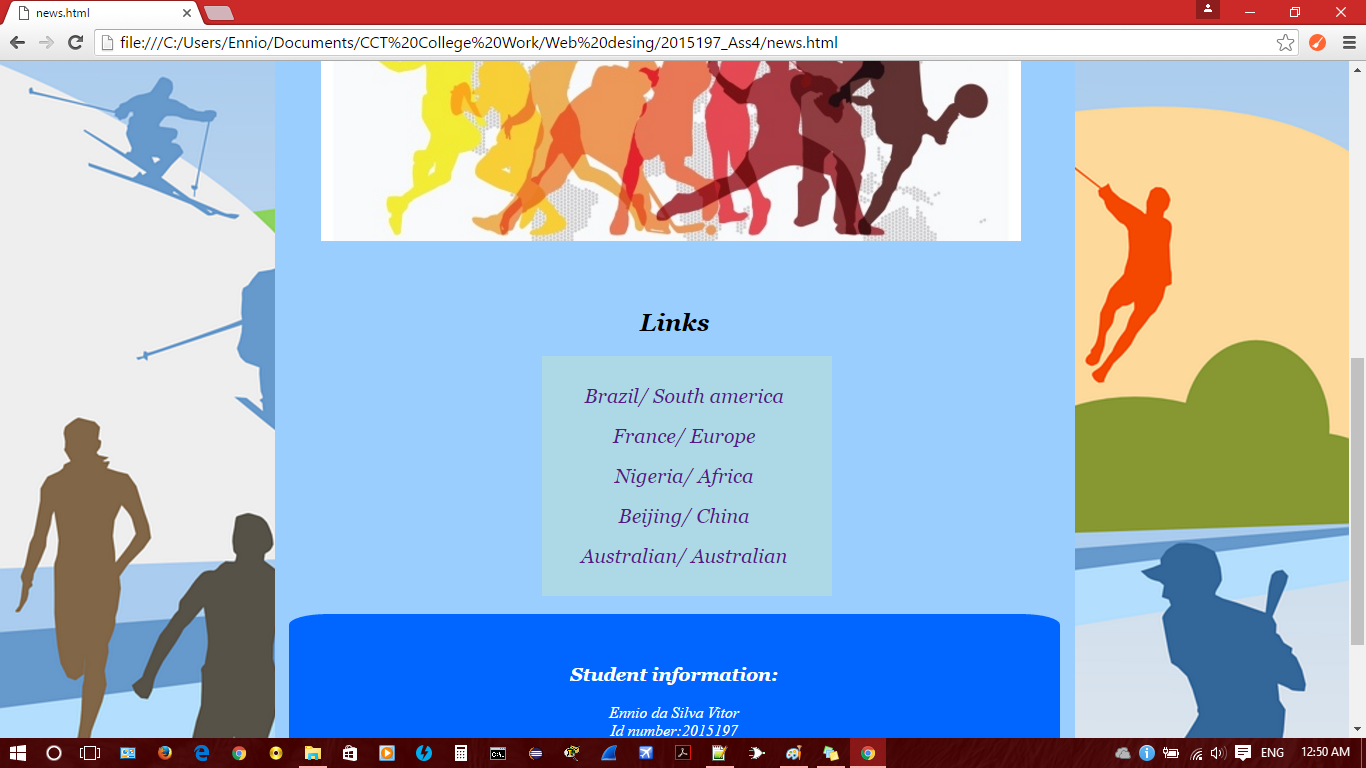 news.html
file:///C:/Users/Ennio/Documents/CCT%20College%20Work/Web%20desing/2015197_Ass4/news.html
Links
Brazil/ South america
France/ Europe
Nigeria/ Africa
Beijing/ China
Australian/ Australian
Student information:
Ennio da Silva Vitor
Id number:2015197
ENG
12:50 AM